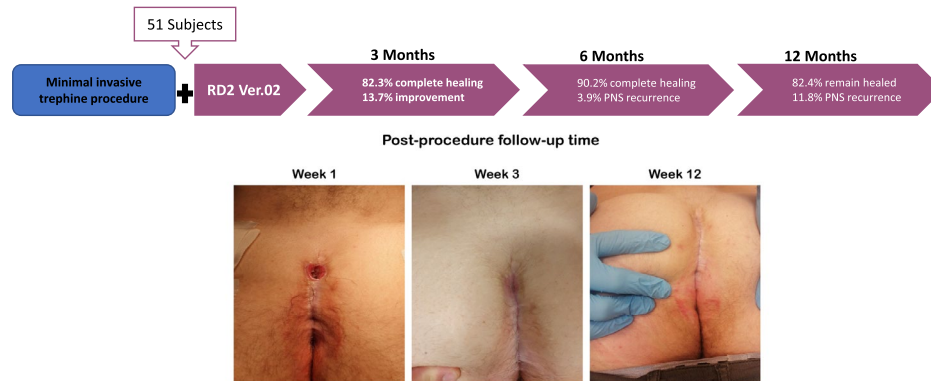 51 Subjects
3 Months
6 Months
12 Months
Minimal invasive
trephine procedure
RD2 Ver.02
82.3% complete healing
13.7% improvement
90.2% complete healing
3.9% PNS recurrence
82.4% remain healed
11.8% PNS recurrence
Post-procedure follow-up time
Week 1
Week 3
Week 12